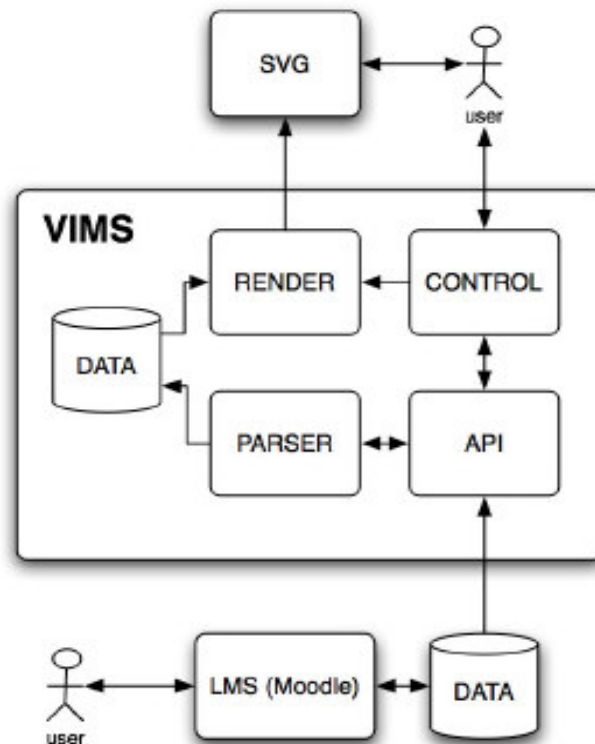 SVG
user
VIMS
RENDER
CONTROL
DATA
PARSER
API
LMS (Moodle)
DATA
user